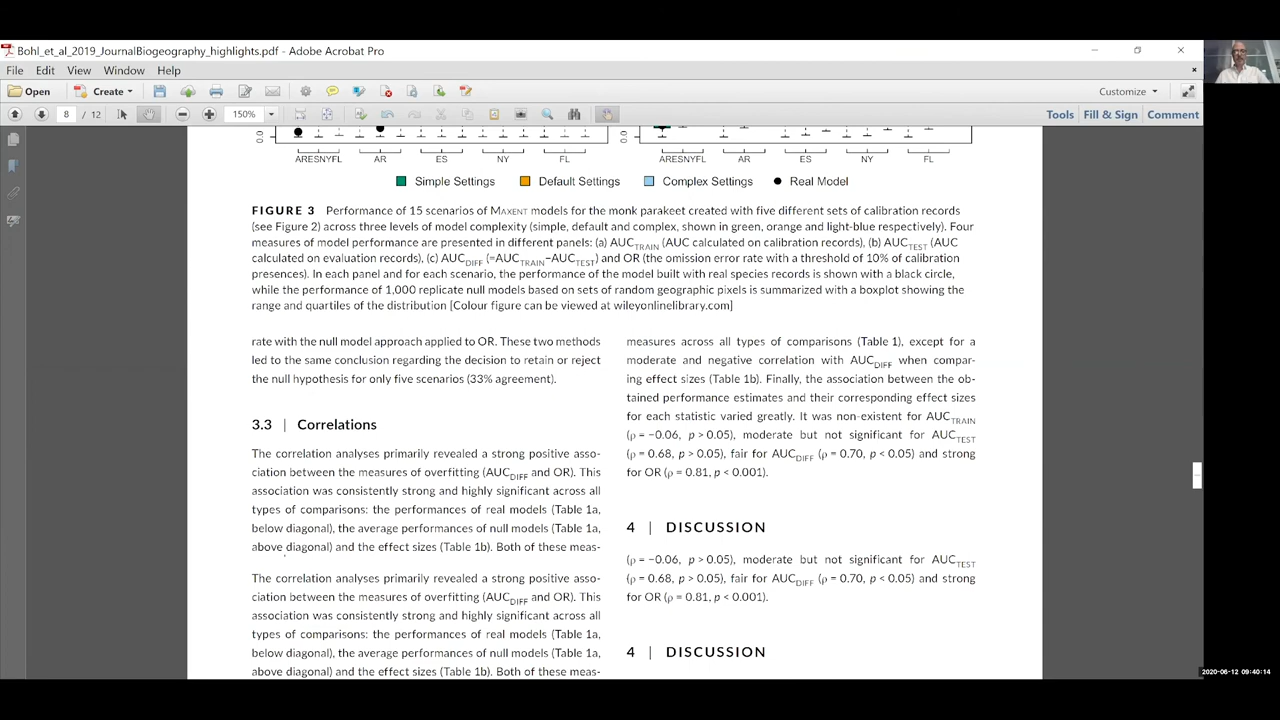 Bohl_et_al_2019_JournalBiogeography_highlights.pdf - Adobe Acrobat Pro
File Edit View Window Help
Open Create Customize
8 / 12 150% Tools Fill & Sign Comment
0.0 0.0
ARESNYFL AR ES NY FL ARESNYFL AR ES NY FL
Simple Settings Default Settings Complex Settings Real Model
FIGURE 3 Performance of 15 scenarios of MAXENT models for the monk parakeet created with five different sets of calibration records
(see Figure 2) across three levels of model complexity (simple, default and complex, shown in green, orange and light-blue respectively). Four
measures of model performance are presented in different panels: (a) AUCTRAIN (AUC calculated on calibration records), (b) AUCTEST (AUC
calculated on evaluation records), (c) AUCDIFF (=AUCTRAIN−AUCTEST) and OR (the omission error rate with a threshold of 10% of calibration
presences). In each panel and for each scenario, the performance of the model built with real species records is shown with a black circle,
while the performance of 1,000 replicate null models based on sets of random geographic pixels is summarized with a boxplot showing the
range and quartiles of the distribution [Colour figure can be viewed at wileyonlinelibrary.com]
rate with the null model approach applied to OR. These two methods
led to the same conclusion regarding the decision to retain or reject
the null hypothesis for only five scenarios (33% agreement).
3.3 | Correlations
The correlation analyses primarily revealed a strong positive asso-
ciation between the measures of overfitting (AUCDIFF and OR). This
association was consistently strong and highly significant across all
types of comparisons: the performances of real models (Table 1a,
below diagonal), the average performances of null models (Table 1a,
above diagonal) and the effect sizes (Table 1b). Both of these meas-
The correlation analyses primarily revealed a strong positive asso-
ciation between the measures of overfitting (AUCDIFF and OR). This
association was consistently strong and highly significant across all
types of comparisons: the performances of real models (Table 1a,
below diagonal), the average performances of null models (Table 1a,
above diagonal) and the effect sizes (Table 1b). Both of these meas-
measures across all types of comparisons (Table 1), except for a
moderate and negative correlation with AUCDIFF when compar-
ing effect sizes (Table 1b). Finally, the association between the ob-
tained performance estimates and their corresponding effect sizes
for each statistic varied greatly. It was non-existent for AUCTRAIN
(ρ = −0.06, p > 0.05), moderate but not significant for AUCTEST
(ρ = 0.68, p > 0.05), fair for AUCDIFF (ρ = 0.70, p < 0.05) and strong
for OR (ρ = 0.81, p < 0.001).
4 | DISCUSSION
(ρ = −0.06, p > 0.05), moderate but not significant for AUCTEST
(ρ = 0.68, p > 0.05), fair for AUCDIFF (ρ = 0.70, p < 0.05) and strong
for OR (ρ = 0.81, p < 0.001).
4 | DISCUSSION
2020-06-12 09:40:14